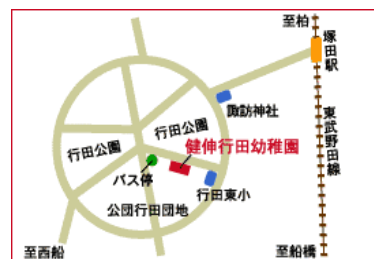 至柏
塚田駅
諏訪神社
行田公園
行田公園
健伸行田幼稚園
東武野田線
バス停
行田東小
公団行田団地
至西船
至船橋